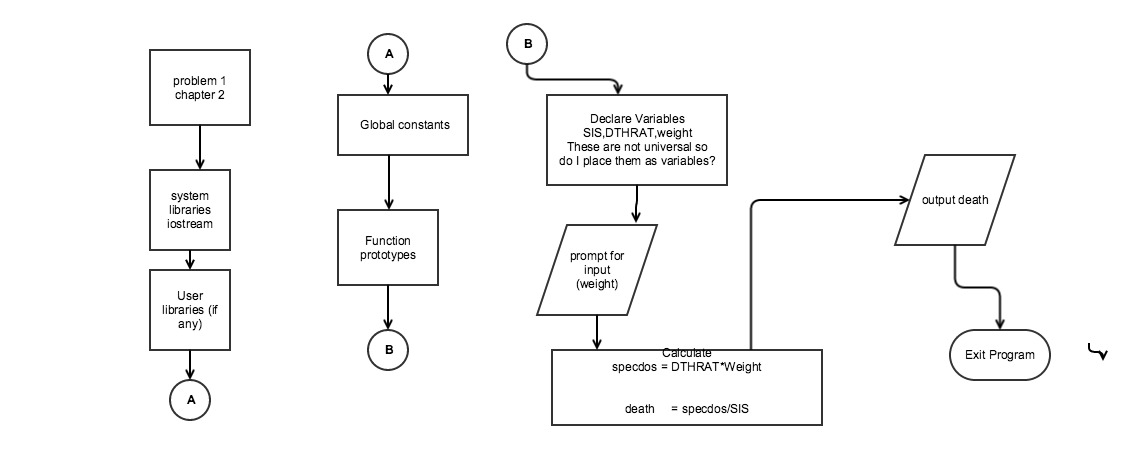 problem 1
chapter 2
system
libraries
iostream
User
libraries (if
any)
A
A
Global constants
Function
prototypes
B
B
Declare Variables
SIS,DTHRAT,weight
These are not universal so
do I place them as variables?
prompt for
input
(weight)
Calculate
specdos = DTHRAT*Weight
death = specdos/SIS
output death
Exit Program